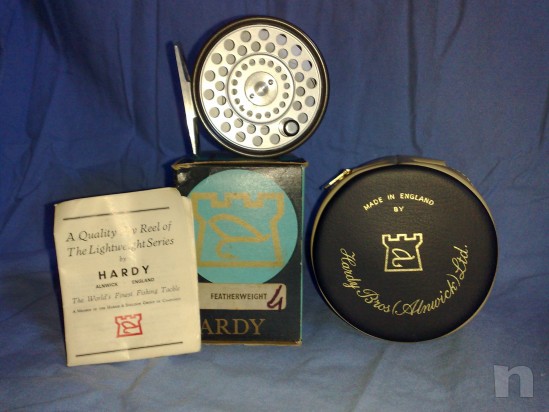 A Quality Fly Reel of
The Lightweight Series
by
HARDY
ALNWICK ENGLAND
The World's Finest Fishing Tackle
FEATHERWEIGHT
HARDY
MADE IN ENGLAND
BY
a
Hardy Bros (Alnwick) Ltd.
n